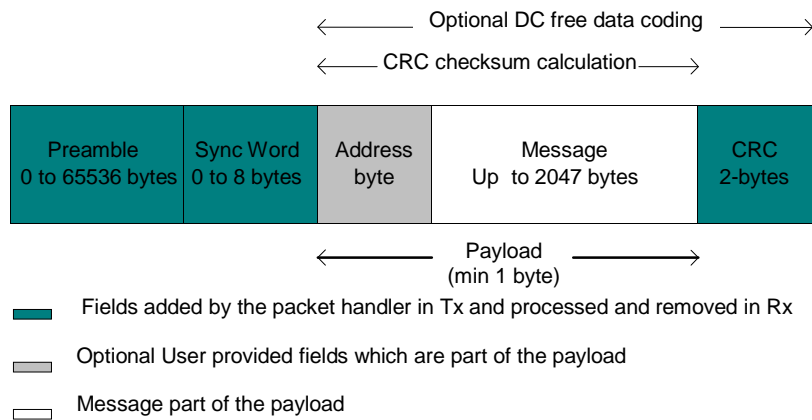 Optional DC free data coding
CRC checksum calculation
Preamble
0 to 65536 bytes
Sync Word
0 to 8 bytes
Address
byte
Message
Up to 2047 bytes
CRC
2-bytes
Payload
(min 1 byte)
Fields added by the packet handler in Tx and processed and removed in Rx
Optional User provided fields which are part of the payload
Message part of the payload